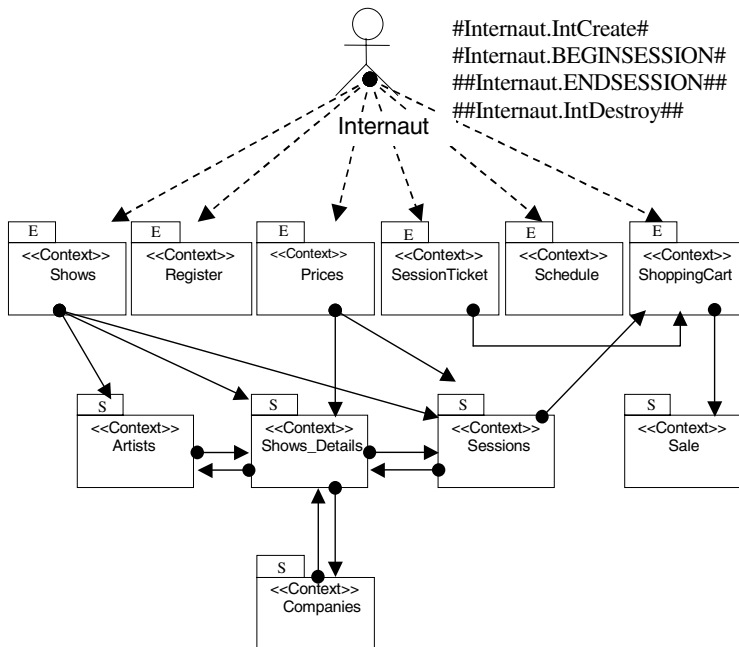 #Internaut.IntCreate#
#Internaut.BEGINSESSION#
##Internaut.ENDSESSION##
##Internaut.IntDestroy##
Internaut
E
<<Context>>
Shows
E
<<Context>>
Register
E
<<Context>>
Prices
E
<<Context>>
SessionTicket
E
<<Context>>
Schedule
E
<<Context>>
ShoppingCart
S
<<Context>>
Artists
S
<<Context>>
Shows_Details
S
<<Context>>
Sessions
S
<<Context>>
Sale
S
<<Context>>
Companies